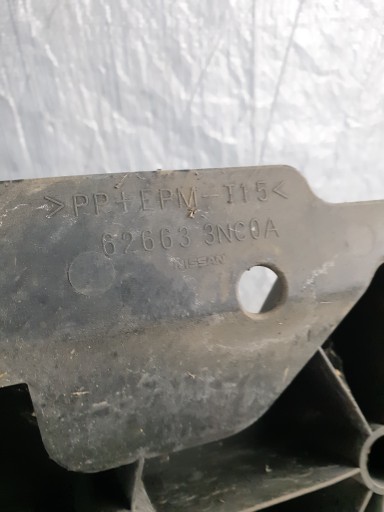 >PP+EPM-T15<
62663 3NC0A
NISSAN